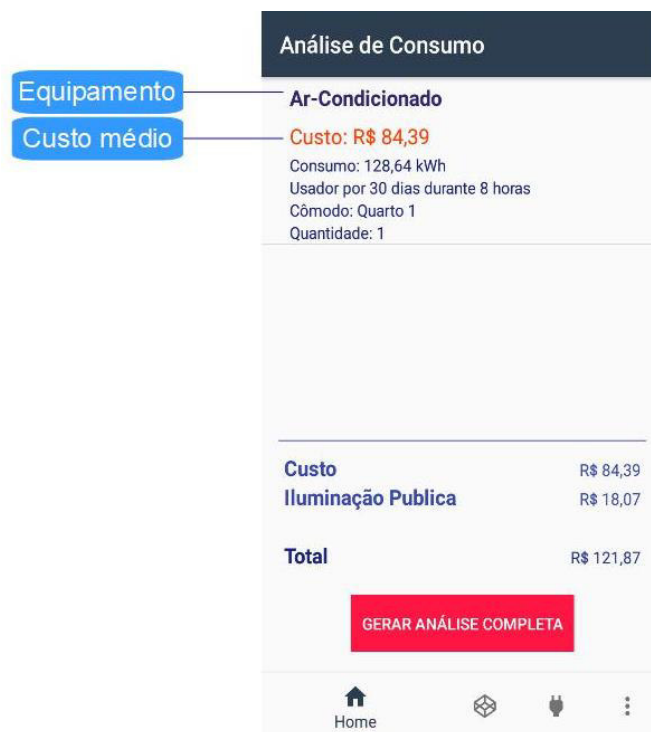 Análise de Consumo
Equipamento
Ar-Condicionado
Custo médio
Custo: R$ 84,39
Consumo: 128,64 kWh
Usador por 30 dias durante 8 horas
Cômodo: Quarto 1
Quantidade: 1
Custo R$ 84,39
Iluminação Publica R$ 18,07
Total R$ 121,87
GERAR ANÁLISE COMPLETA
Home